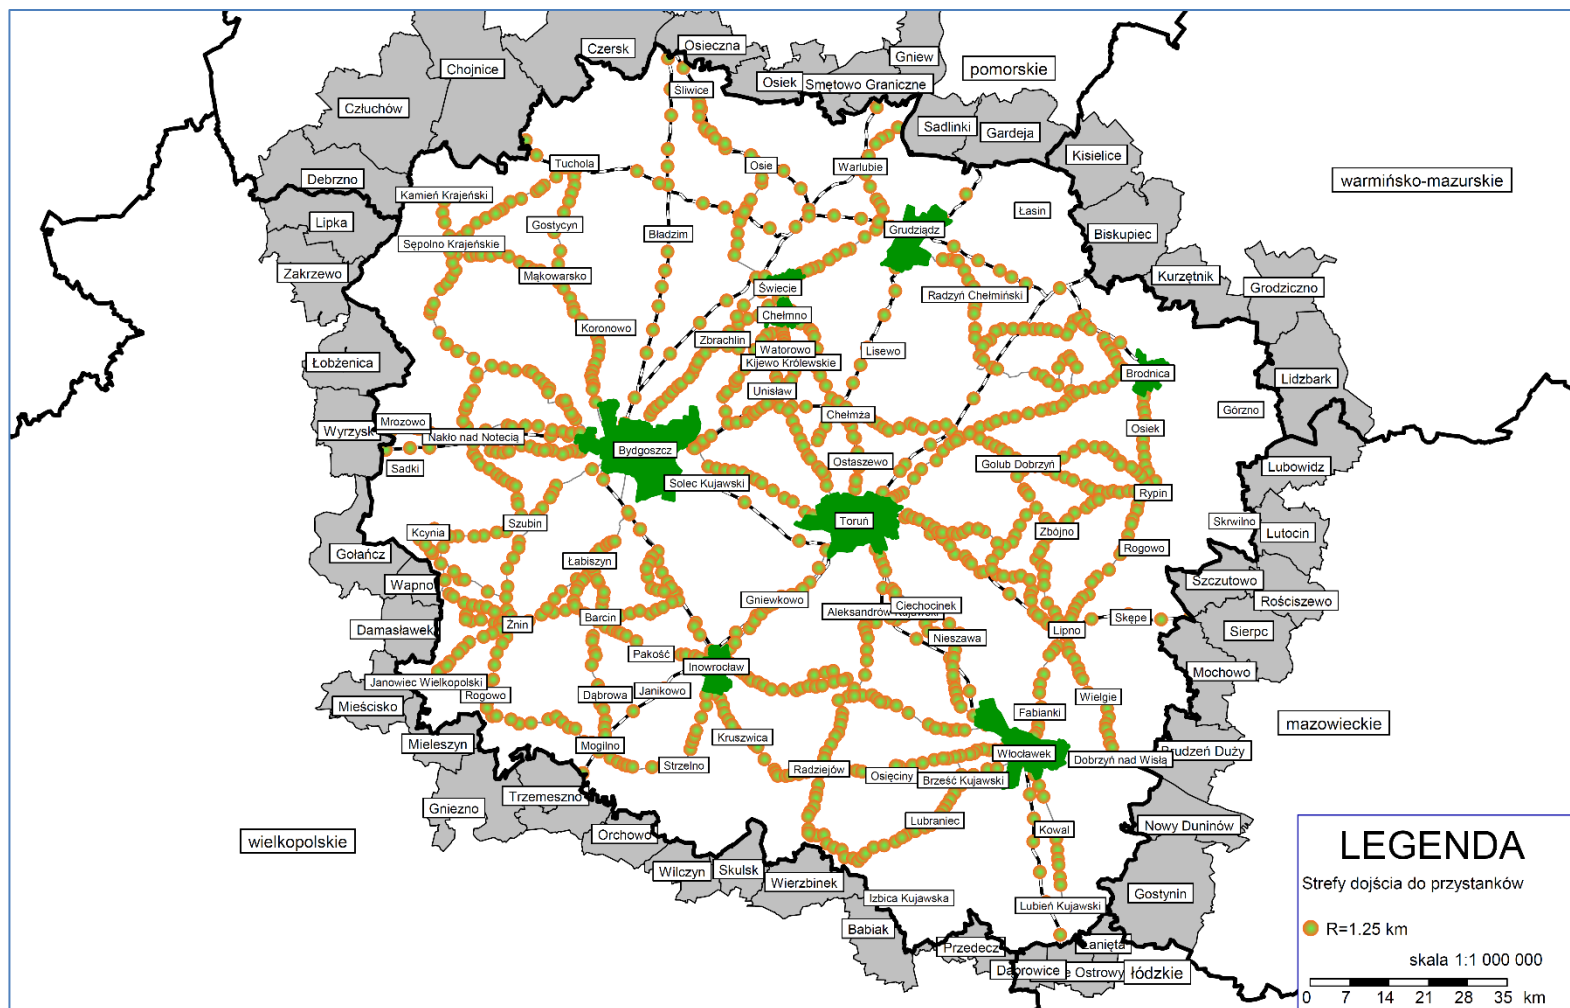 Czersk
Osieczna
Gniew
Chojnice
Osiek
Smętowo Graniczne
pomorskie
Człuchów
Śliwice
Sadlinki
Gardeja
Kisielice
Debrzno
Tuchola
Osie
Warlubie
warmińsko-mazurskie
Kamień Krajeński
Lipka
Gostycyn
Bładzim
Grudziądz
Łasin
Biskupiec
Sępolno Krajeńskie
Zakrzewo
Mąkowarsko
Świecie
Radzyń Chełmiński
Kurzętnik
Grodziczno
Koronowo
Chełmno
Zbrachlin
Watorowo
Lisewo
Łobżenica
Kijewo Królewskie
Brodnica
Lidzbark
Unisław
Chełmża
Górzno
Mrozowo
Wyrzysk
Nakło nad Notecią
Osiek
Bydgoszcz
Sadki
Ostaszewo
Golub Dobrzyń
Lubowidz
Solec Kujawski
Rypin
Szubin
Toruń
Skrwilno
Kcynia
Zbójno
Lutocin
Gołańcz
Łabiszyn
Rogowo
Wapno
Szczutowo
Gniewkowo
Ciechocinek
Rościszewo
Aleksandrów Kujawski
Barcin
Skępe
Żnin
Damasławek
Nieszawa
Lipno
Sierpc
Pakość
Inowrocław
Mochowo
Janowiec Wielkopolski
Rogowo
Dąbrowa
Janikowo
Wielgie
Mieścisko
Fabianki
mazowieckie
Kruszwica
Mieleszyn
Mogilno
Włocławek
Brudzeń Duży
Dobrzyń nad Wisłą
Strzelno
Radziejów
Osięciny
Brześć Kujawski
Trzemeszno
Gniezno
Lubraniec
Kowal
Nowy Duninów
Orchowo
wielkopolskie
Wilczyn
Skulsk
Wierzbinek
Gostynin
Izbica Kujawska
Lubień Kujawski
Babiak
Przedecz
Łanięta
Dąbrowice
Ostrowy
łódzkie
LEGENDA
Strefy dojścia do przystanków
R=1.25 km
skala 1:1 000 000
0 7 14 21 28 35 km